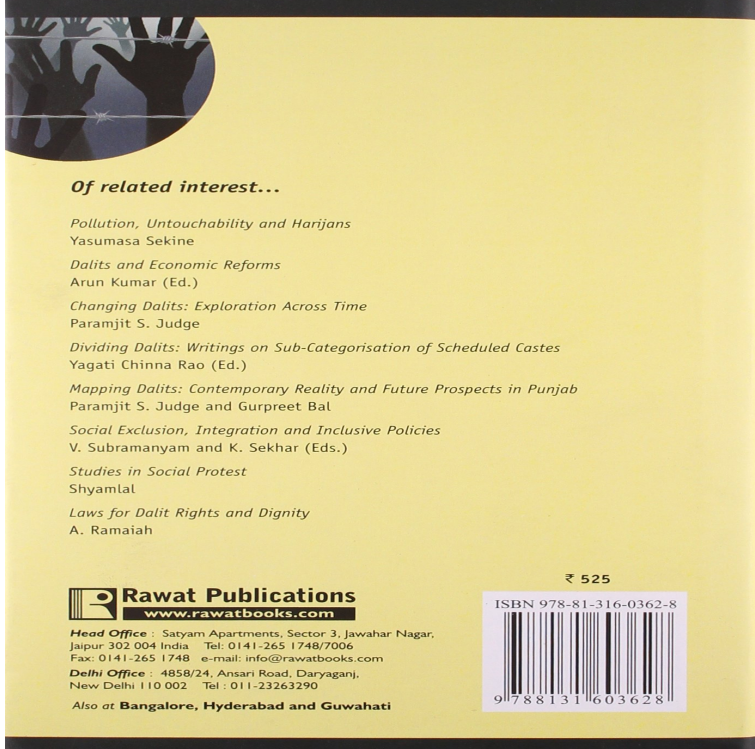 Of related interest...
Pollution, Untouchability and Harijans
Yasumasa Sekine
Dalits and Economic Reforms
Arun Kumar (Ed.)
Changing Dalits: Exploration Across Time
Paramjit S. Judge
Dividing Dalits: Writings on Sub-Categorisation of Scheduled Castes
Yagati Chinna Rao (Ed.)
Mapping Dalits: Contemporary Reality and Future Prospects in Punjab
Paramjit S. Judge and Gurpreet Bal
Social Exclusion, Integration and Inclusive Policies
V. Subramanyam and K. Sekhar (Eds.)
Studies in Social Protest
Shyamlal
Laws for Dalit Rights and Dignity
A. Ramaiah
Rawat Publications
www.rawatbooks.com
Head Office : Satyam Apartments, Sector 3, Jawahar Nagar,
Jaipur 302 004 India Tel: 0141-265 1748/7006
Fax: 0141-265 1748 e-mail: info@rawatbooks.com
Delhi Office : 4858/24, Ansari Road, Daryaganj,
New Delhi 110 002 Tel : 011-23263290
Also at Bangalore, Hyderabad and Guwahati
₹ 525
ISBN 978-81-316-0362-8
9 788131 603628